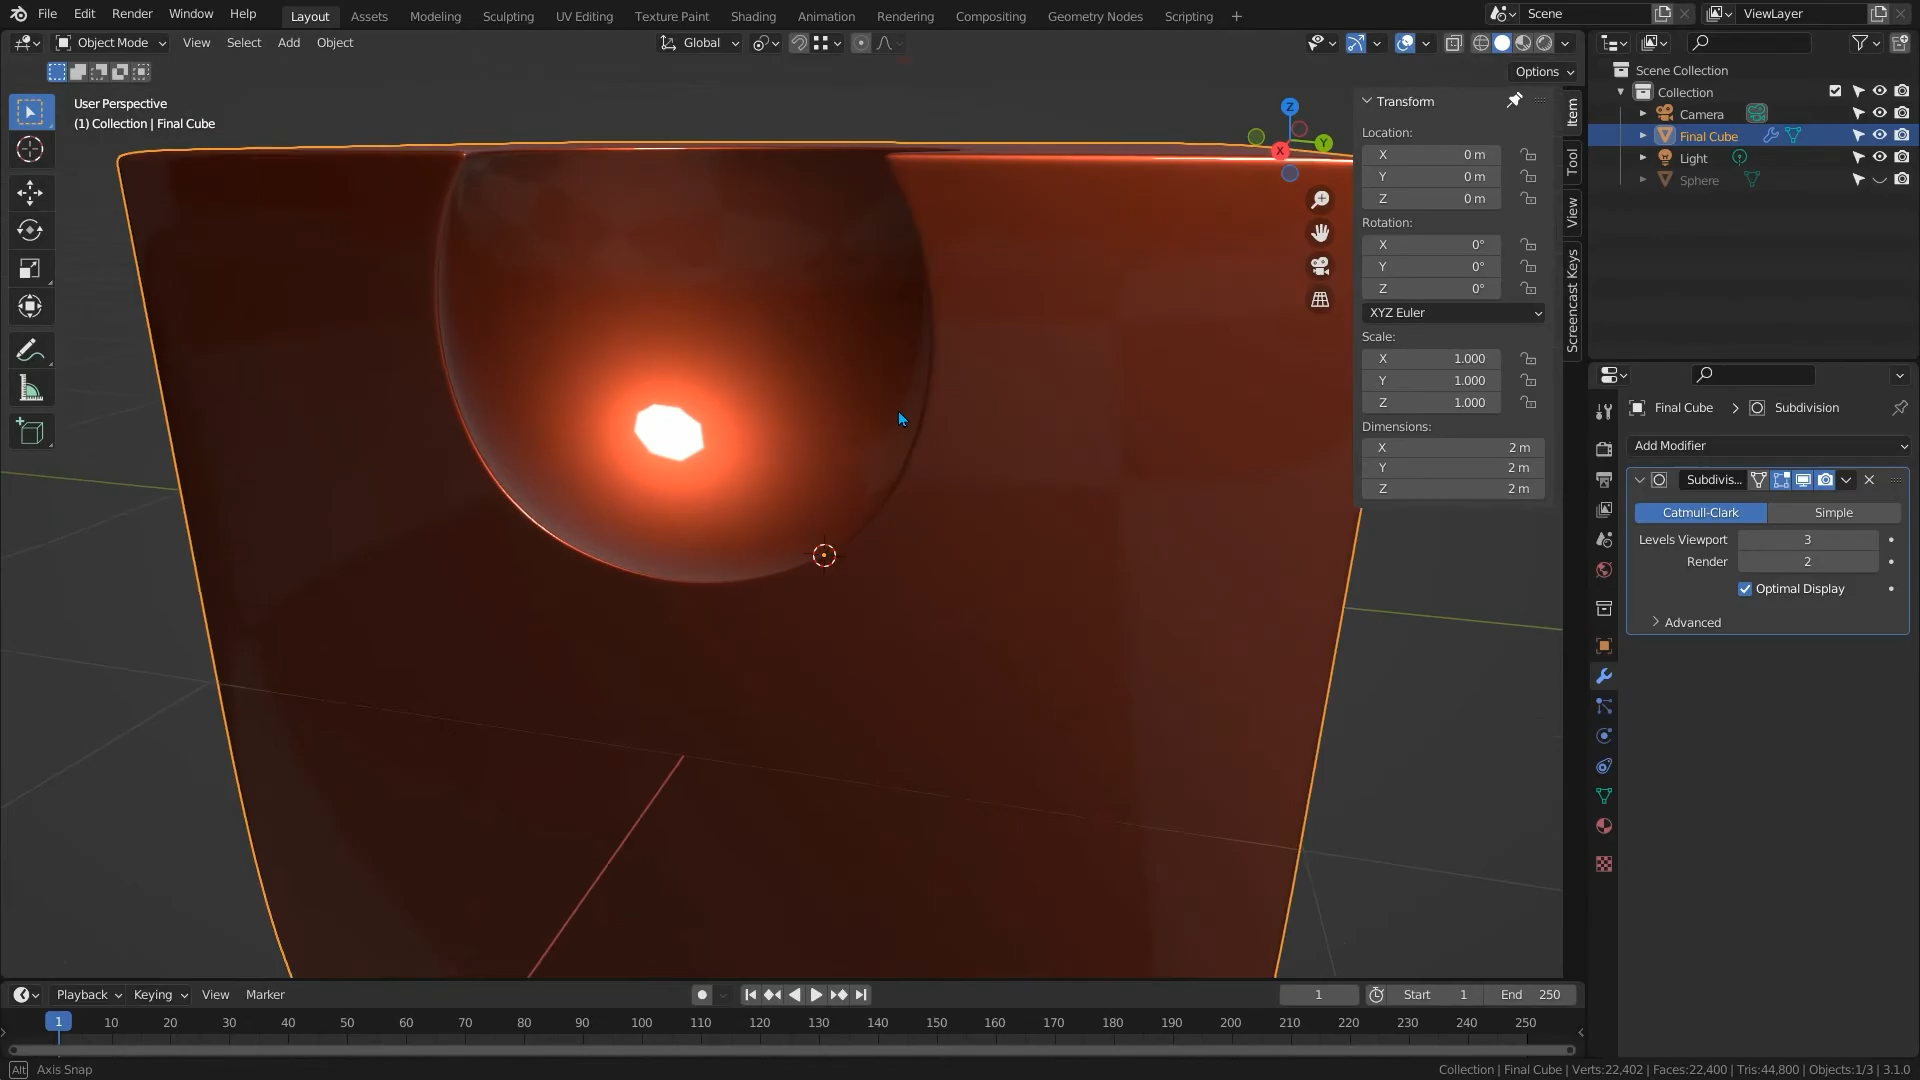 File Edit Render Window Help Layout Assets Modeling Sculpting UV Editing Texture Paint Shading Animation Rendering Compositing Geometry Nodes Scripting + Scene ViewLayer
Object Mode View Select Add Object Global
Options
User Perspective
(1) Collection | Final Cube
Z
Y
X
Transform
Location:
X 0 m
Y 0 m
Z 0 m
Rotation:
X 0°
Y 0°
Z 0°
XYZ Euler
Scale:
X 1.000
Y 1.000
Z 1.000
Dimensions:
X 2 m
Y 2 m
Z 2 m
Item
Tool
View
Screencast Keys
Scene Collection
Collection
Camera
Final Cube
Light
Sphere
Final Cube > Subdivision
Add Modifier
Subdivis...
Catmull-Clark Simple
Levels Viewport 3
Render 2
Optimal Display
Advanced
Playback Keying View Marker 1 Start 1 End 250
1 10 20 30 40 50 60 70 80 90 100 110 120 130 140 150 160 170 180 190 200 210 220 230 240 250
Alt Axis Snap
Collection | Final Cube | Verts:22,402 | Faces:22,400 | Tris:44,800 | Objects:1/3 | 3.1.0